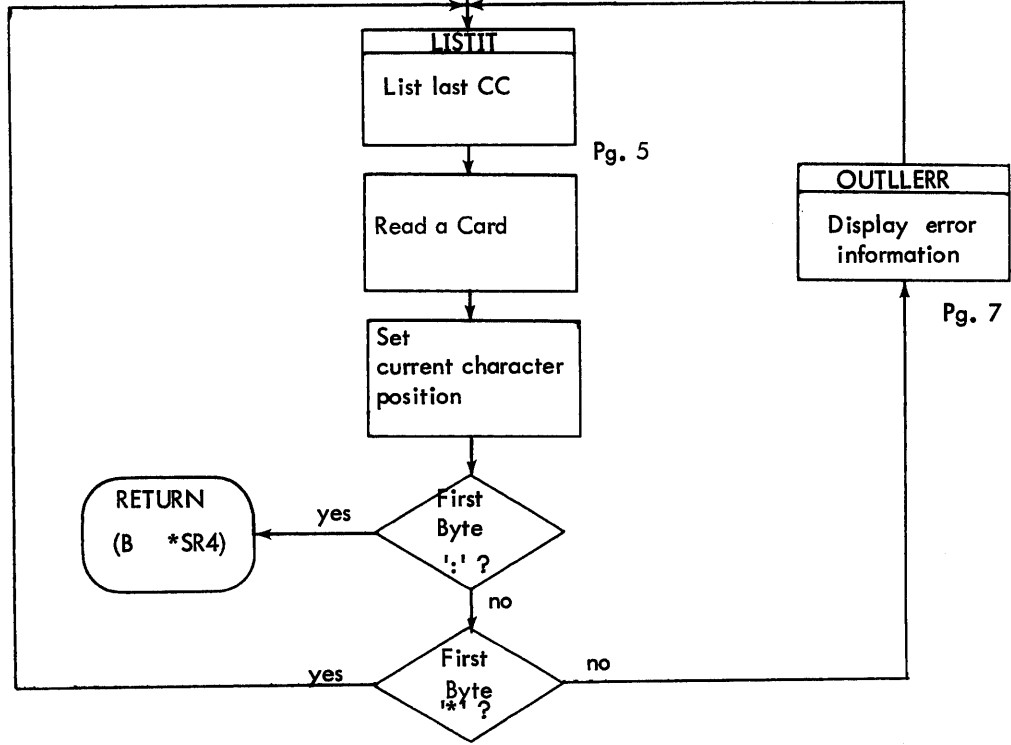 LISTIT
List last CC
Pg. 5
Read a Card
OUTLLERR
Display error
information
Pg. 7
Set
current character
position
First
Byte
':' ?
yes
RETURN
(B *SR4)
no
First
Byte
'*' ?
yes
no